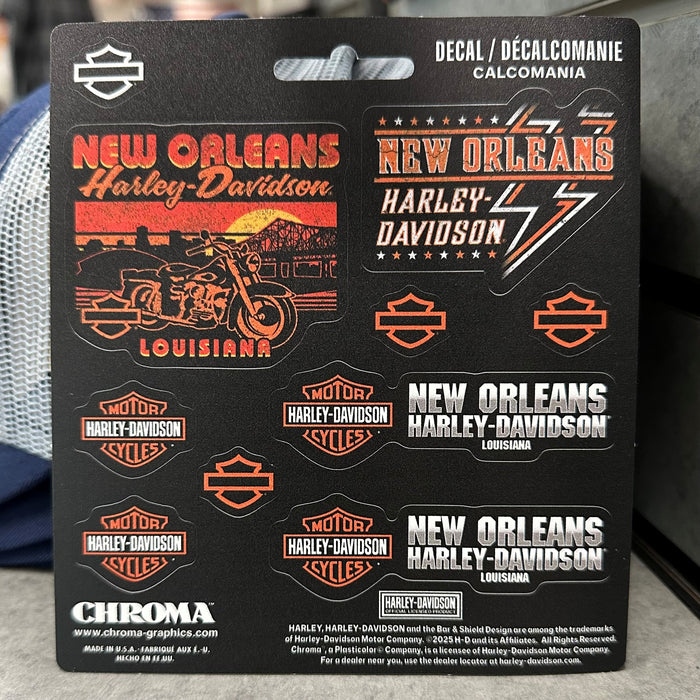 DECAL / DÉCALCOMANIE
CALCOMANIA
NEW ORLEANS
Harley-Davidson
LOUISIANA
NEW ORLEANS
HARLEY-
DAVIDSON
MOTOR
HARLEY-DAVIDSON
CYCLES
MOTOR
HARLEY-DAVIDSON
CYCLES
NEW ORLEANS
HARLEY-DAVIDSON
LOUISIANA
MOTOR
HARLEY-DAVIDSON
CYCLES
MOTOR
HARLEY-DAVIDSON
CYCLES
NEW ORLEANS
HARLEY-DAVIDSON
LOUISIANA
CHROMA™
www.chroma-graphics.com
MADE IN U.S.A. · FABRIQUÉ AUX É.-U.
HECHO EN EE.UU.
HARLEY-DAVIDSON
OFFICIAL LICENSED PRODUCT
HARLEY, HARLEY-DAVIDSON and the Bar & Shield Design are among the trademarks
of Harley-Davidson Motor Company. ©2025 H-D and its Affiliates. All Rights Reserved.
Chroma, a Plasticolor© Company, is a Licensee of Harley-Davidson Motor Company.
For a dealer near you, use the dealer locator at harley-davidson.com.